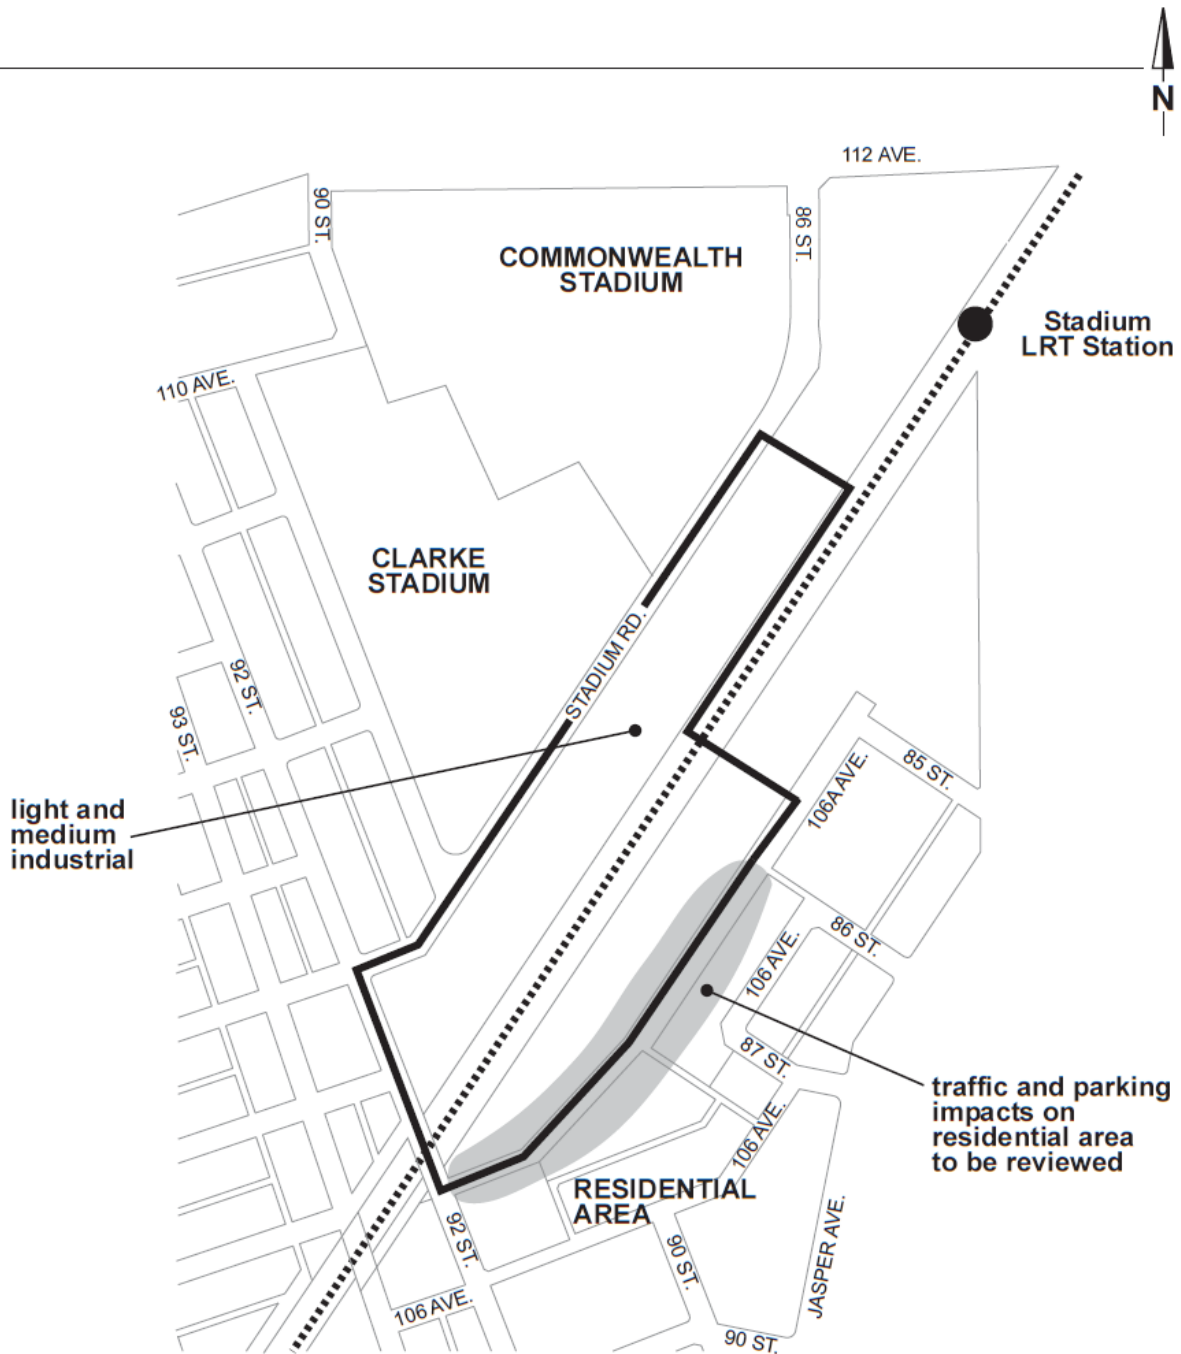 N
112 AVE.
90 ST.
86 ST.
COMMONWEALTH
STADIUM
Stadium
LRT Station
110 AVE.
CLARKE
STADIUM
STADIUM RD.
92 ST.
93 ST.
85 ST.
106A AVE.
light and
medium
industrial
86 ST.
106 AVE.
87 ST.
traffic and parking
impacts on
residential area
to be reviewed
106 AVE.
RESIDENTIAL
AREA
92 ST.
90 ST.
JASPER AVE.
106 AVE.
90 ST.